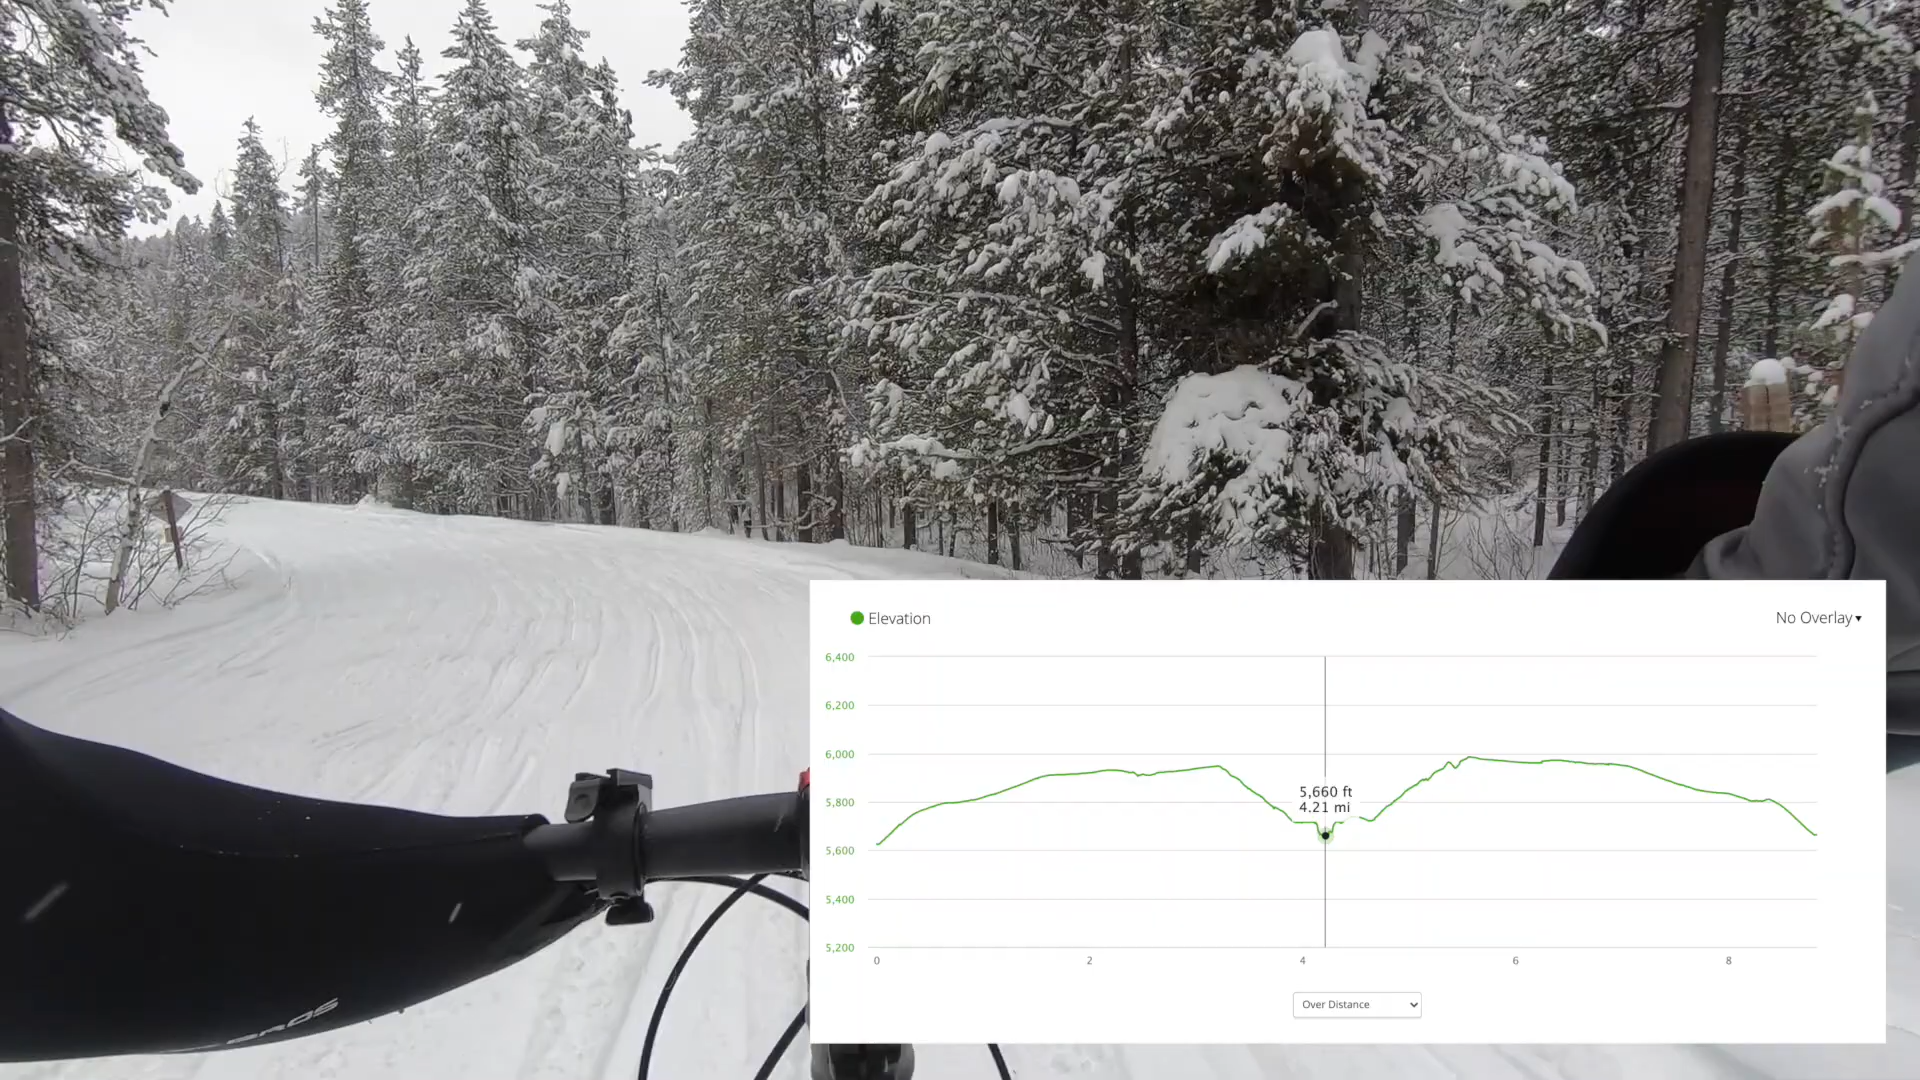 Elevation
No Overlay ▾
6,400
6,200
6,000
5,800
5,600
5,400
5,200
5,660 ft
4.21 mi
0 2 4 6 8
Over Distance